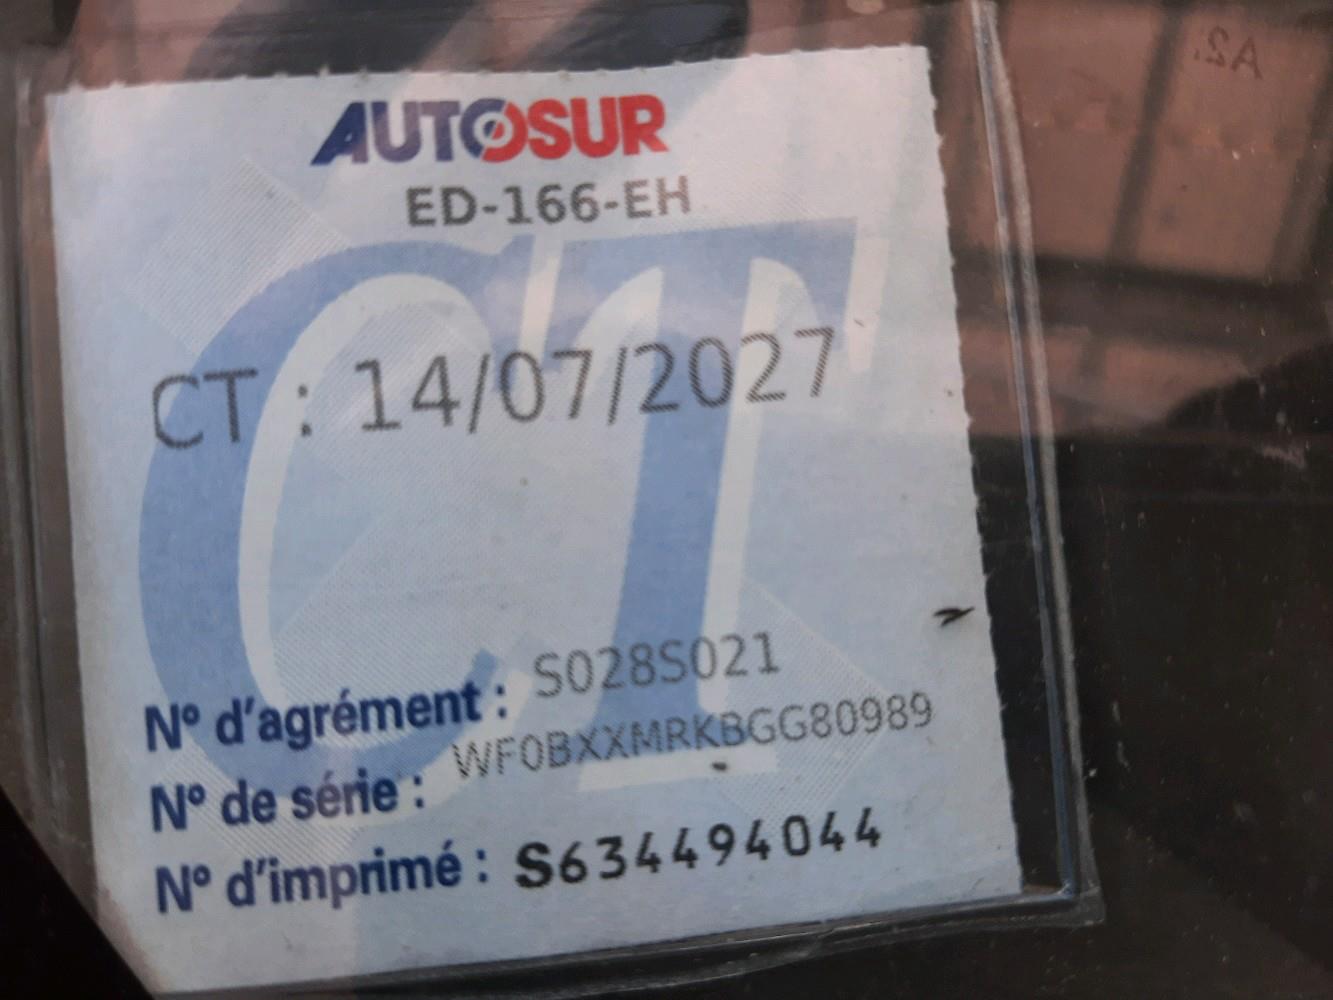 AUTOSUR
ED-166-EH
CT
CT : 14/07/2027
N° d'agrément : S028S021
N° de série : WF0BXXMRKBGG80989
N° d'imprimé : S634494044
A2.